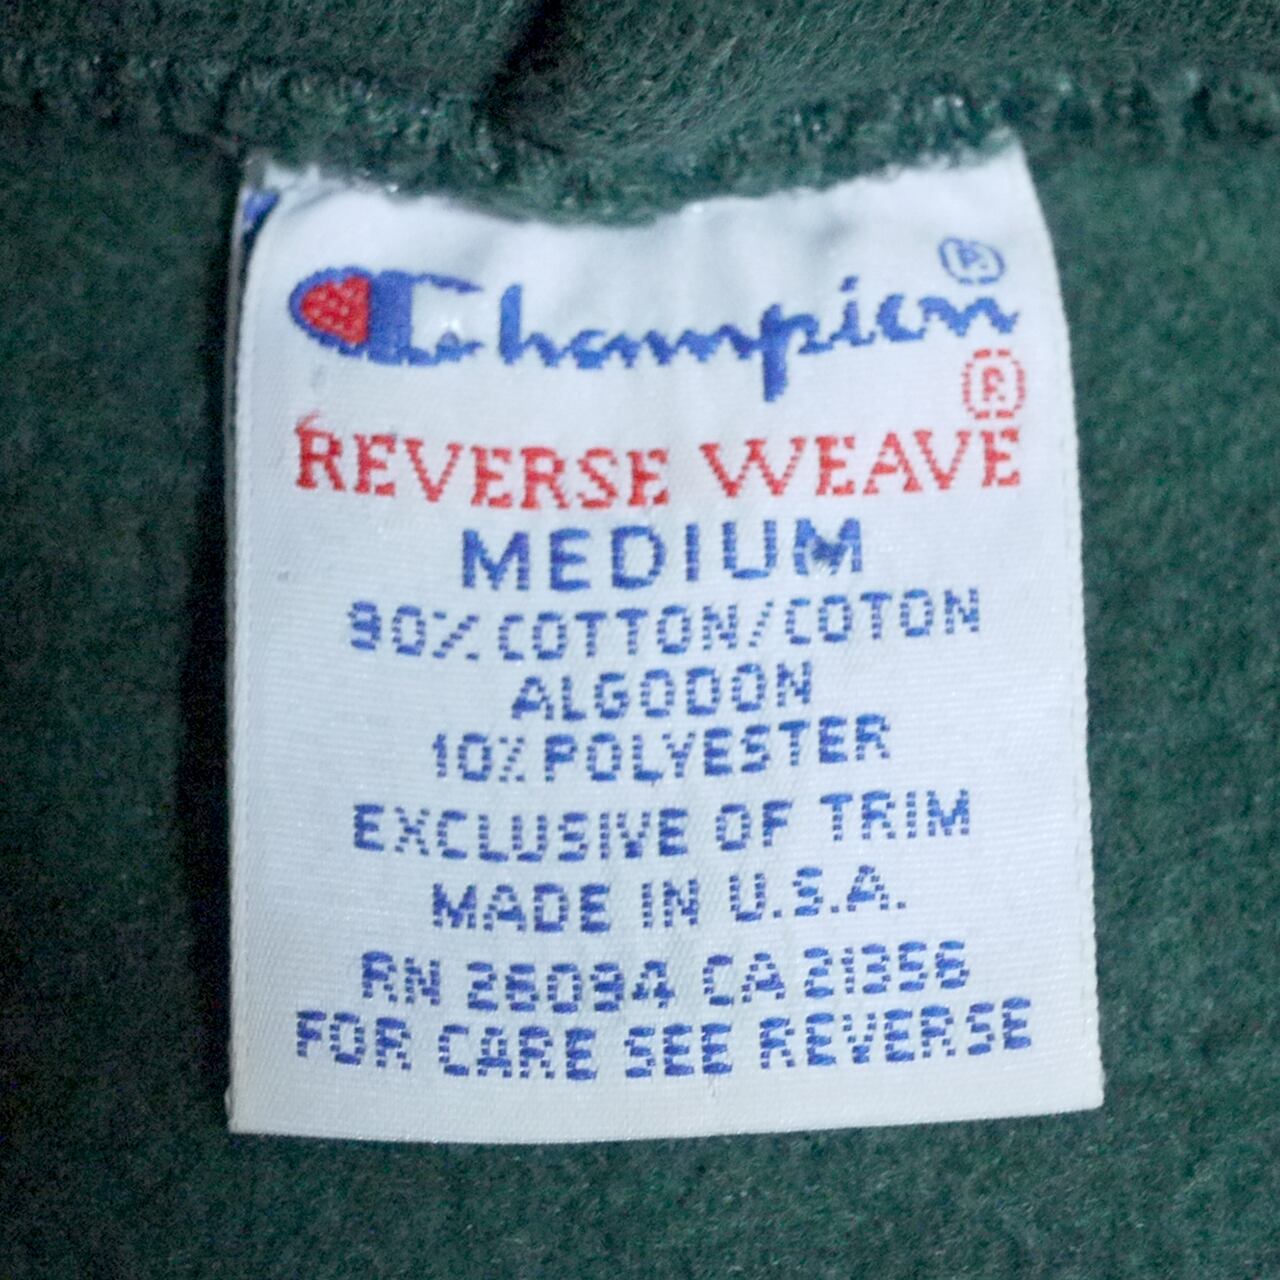 Champion®
®
REVERSE WEAVE
MEDIUM
90% COTTON/COTON
ALGODON
10% POLYESTER
EXCLUSIVE OF TRIM
MADE IN U.S.A.
RN 26094 CA 21356
FOR CARE SEE REVERSE